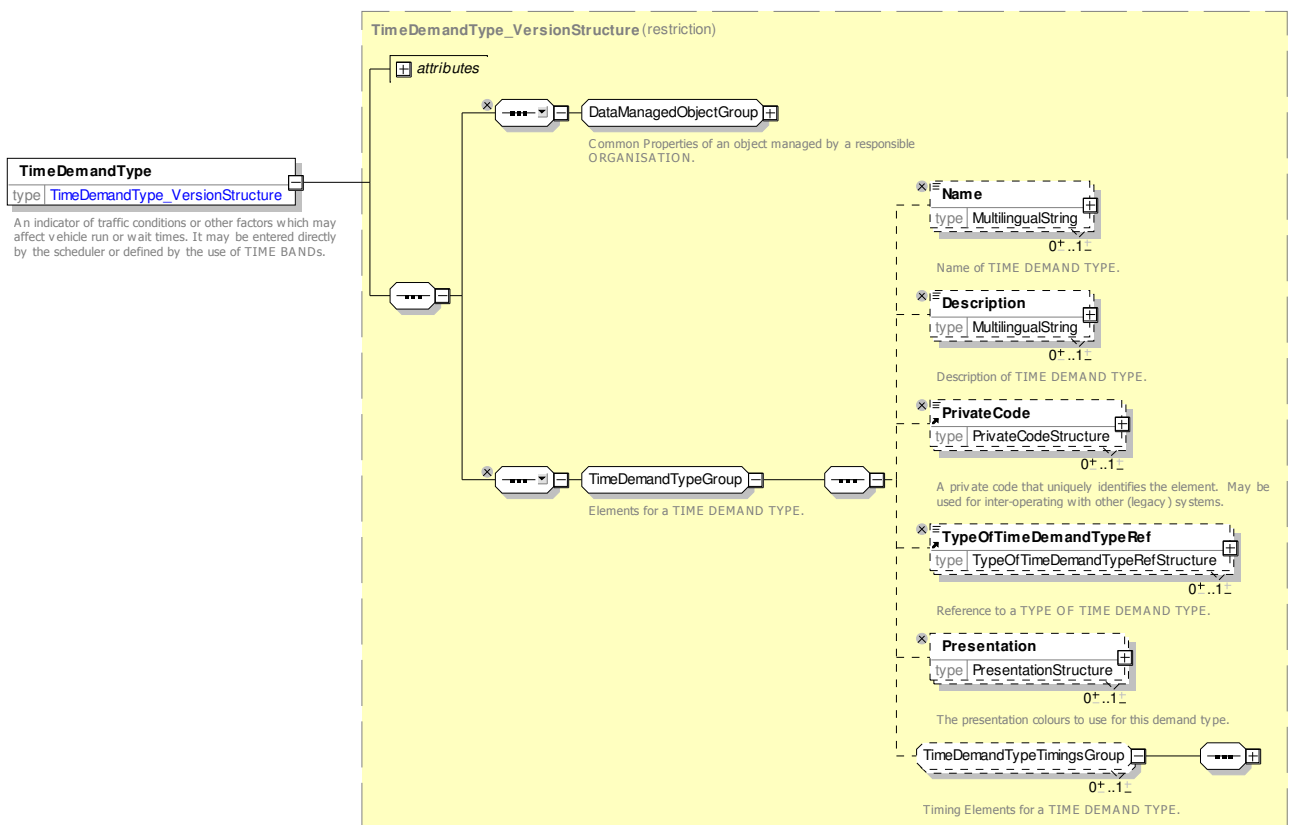 TimeDemandType_VersionStructure (restriction)
attributes
DataManagedObjectGroup
Common Properties of an object managed by a responsible
ORGANISATION.
TimeDemandType
type TimeDemandType_VersionStructure
An indicator of traffic conditions or other factors which may
affect vehicle run or wait times. It may be entered directly
by the scheduler or defined by the use of TIME BANDs.
Name
type MultilingualString
0±..1±
Name of TIME DEMAND TYPE.
Description
type MultilingualString
0±..1±
Description of TIME DEMAND TYPE.
PrivateCode
type PrivateCodeStructure
0±..1±
A private code that uniquely identifies the element. May be
used for inter-operating with other (legacy) systems.
TimeDemandTypeGroup
Elements for a TIME DEMAND TYPE.
TypeOfTimeDemandTypeRef
type TypeOfTimeDemandTypeRefStructure
0±..1±
Reference to a TYPE OF TIME DEMAND TYPE.
Presentation
type PresentationStructure
0±..1±
The presentation colours to use for this demand type.
TimeDemandTypeTimingsGroup
0±..1±
Timing Elements for a TIME DEMAND TYPE.